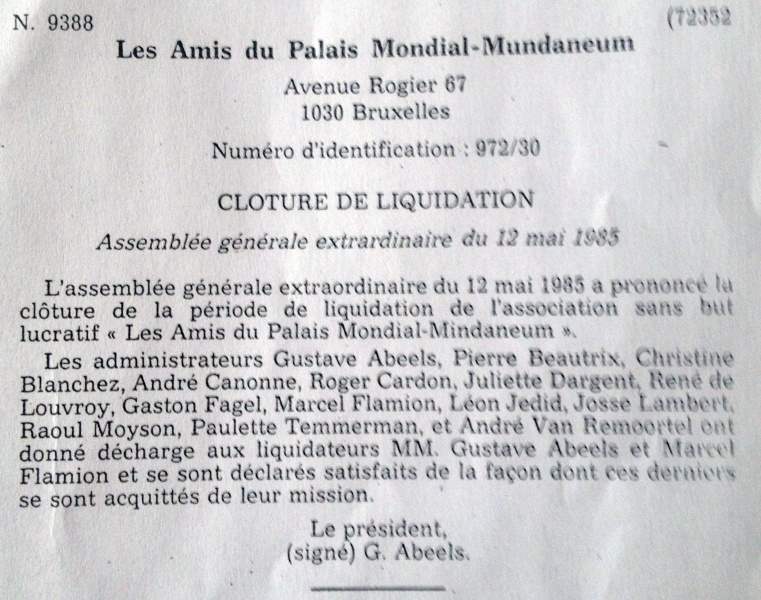 N. 9388 (72352
Les Amis du Palais Mondial-Mundaneum
Avenue Rogier 67
1030 Bruxelles
Numéro d'identification : 972/30
CLOTURE DE LIQUIDATION
Assemblée générale extrardinaire du 12 mai 1985
L'assemblée générale extraordinaire du 12 mai 1985 a prononcé la
clôture de la période de liquidation de l'association sans but
lucratif « Les Amis du Palais Mondial-Mindaneum ».
Les administrateurs Gustave Abeels, Pierre Beautrix, Christine
Blanchez, André Canonne, Roger Cardon, Juliette Dargent, René de
Louvroy, Gaston Fagel, Marcel Flamion, Léon Jedid, Josse Lambert,
Raoul Moyson, Paulette Temmerman, et André Van Remoortel ont
donné décharge aux liquidateurs MM. Gustave Abeels et Marcel
Flamion et se sont déclarés satisfaits de la façon dont ces derniers
se sont acquittés de leur mission.
Le président,
(signé) G. Abeels.